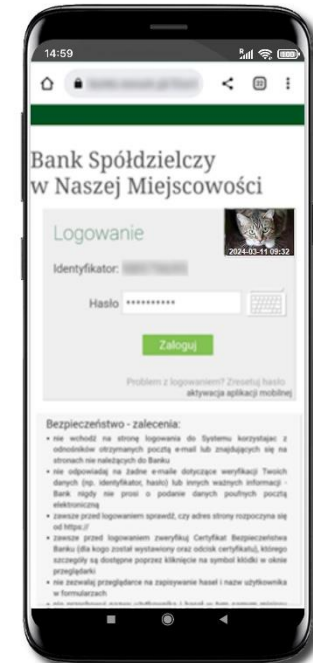 14:59
Bank Spółdzielczy
w Naszej Miejscowości
Logowanie
2024-03-11 09:32
Identyfikator:
Hasło
Zaloguj
Problem z logowaniem? Zresetuj hasło
aktywacja aplikacji mobilnej
Bezpieczeństwo - zalecenia:
• nie wchodź na stronę logowania do Systemu korzystając z
odnośników otrzymanych pocztą e-mail lub znajdujących się na
stronach nie należących do Banku
• nie odpowiadaj na żadne e-maile dotyczące weryfikacji Twoich
danych (np. identyfikator, hasło) lub innych ważnych informacji -
Bank nigdy nie prosi o podanie danych poufnych pocztą
elektroniczną
• zawsze przed logowaniem sprawdź, czy adres strony rozpoczyna się
od https://
• zawsze przed logowaniem zweryfikuj Certyfikat Bezpieczeństwa
Banku (dla kogo został wystawiony oraz odcisk certyfikatu), którego
szczegóły są dostępne poprzez kliknięcie na symbol kłódki w oknie
przeglądarki
• nie zezwalaj przeglądarce na zapisywanie haseł i nazw użytkownika
w formularzach